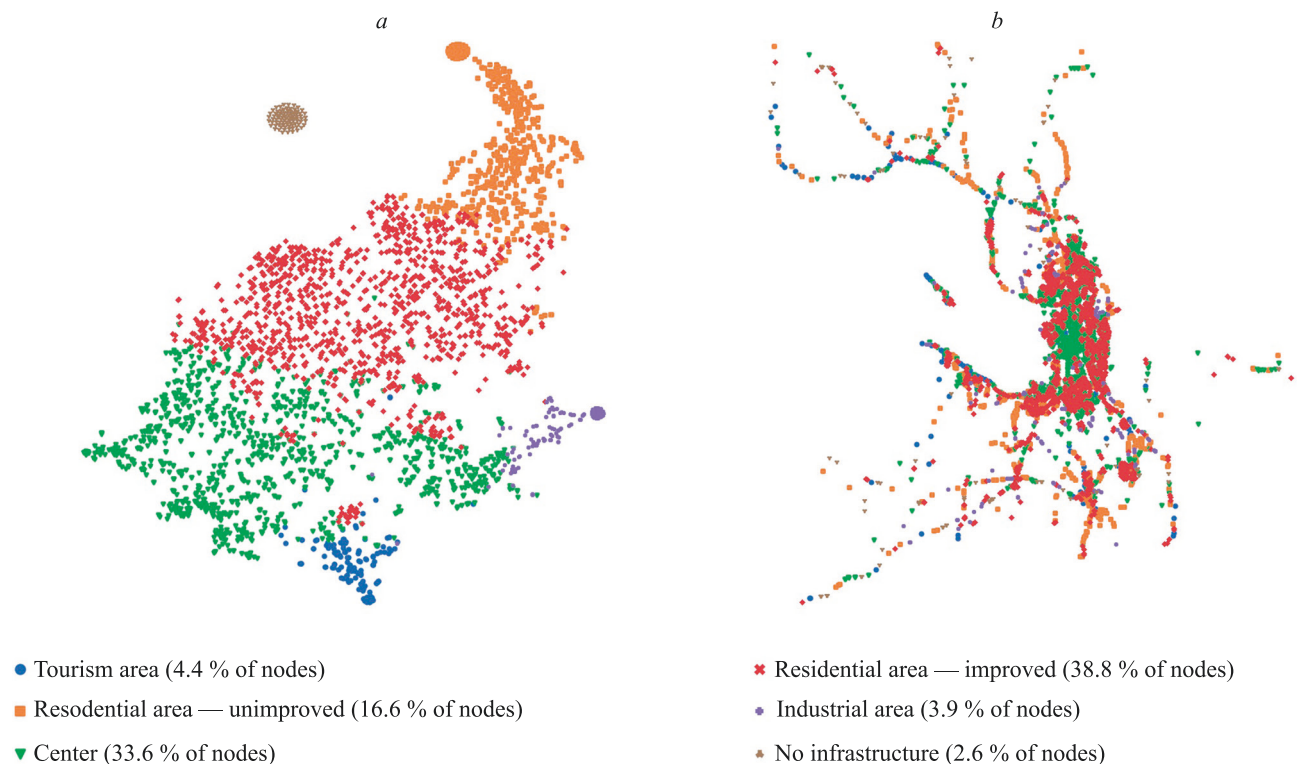 a
b
Tourism area (4.4 % of nodes)
Resodential area — unimproved (16.6 % of nodes)
Center (33.6 % of nodes)
Residential area — improved (38.8 % of nodes)
Industrial area (3.9 % of nodes)
No infrastructure (2.6 % of nodes)